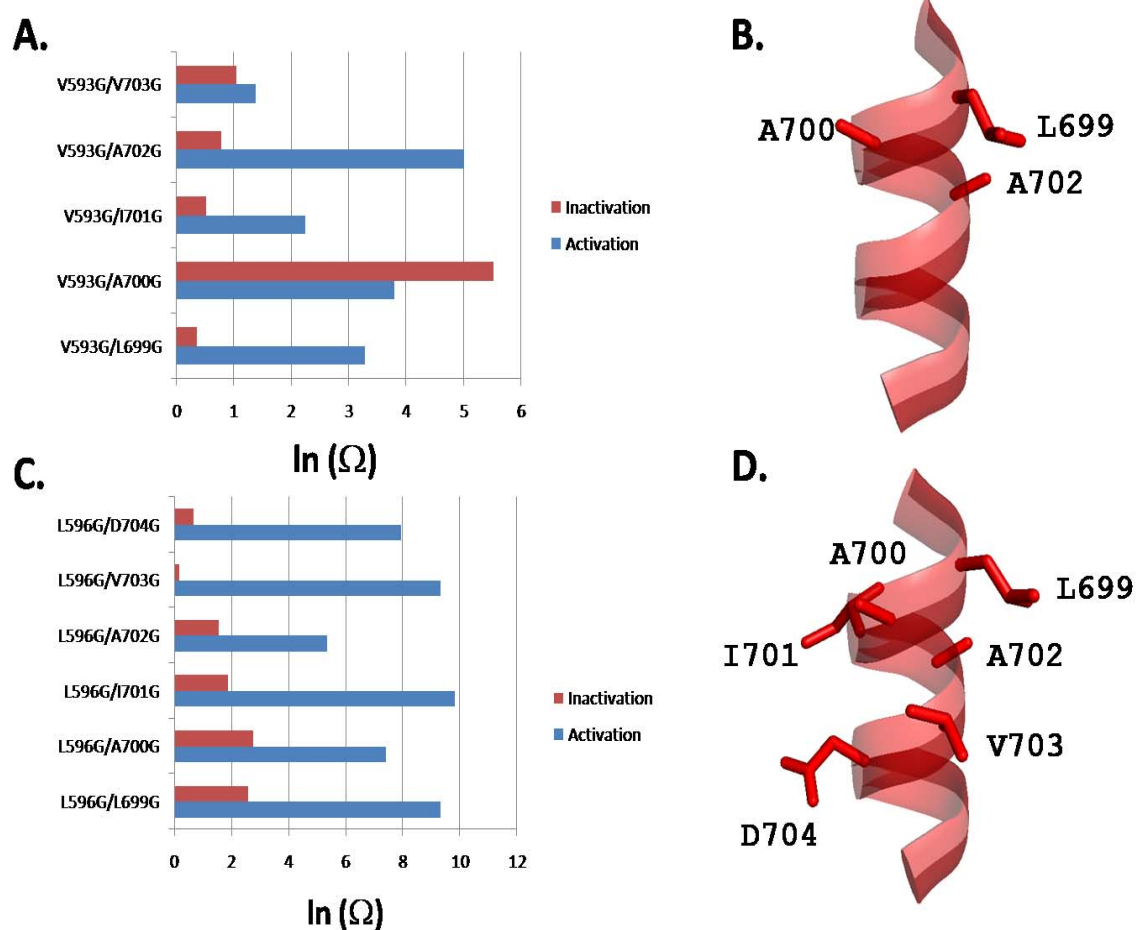 A.
V593G/V703G
V593G/A702G
V593G/I701G
V593G/A700G
V593G/L699G
0 1 2 3 4 5 6
ln (Ω)
Inactivation
Activation
B.
A700
L699
A702
C.
L596G/D704G
L596G/V703G
L596G/A702G
L596G/I701G
L596G/A700G
L596G/L699G
0 2 4 6 8 10 12
ln (Ω)
Inactivation
Activation
D.
A700
L699
I701
A702
V703
D704